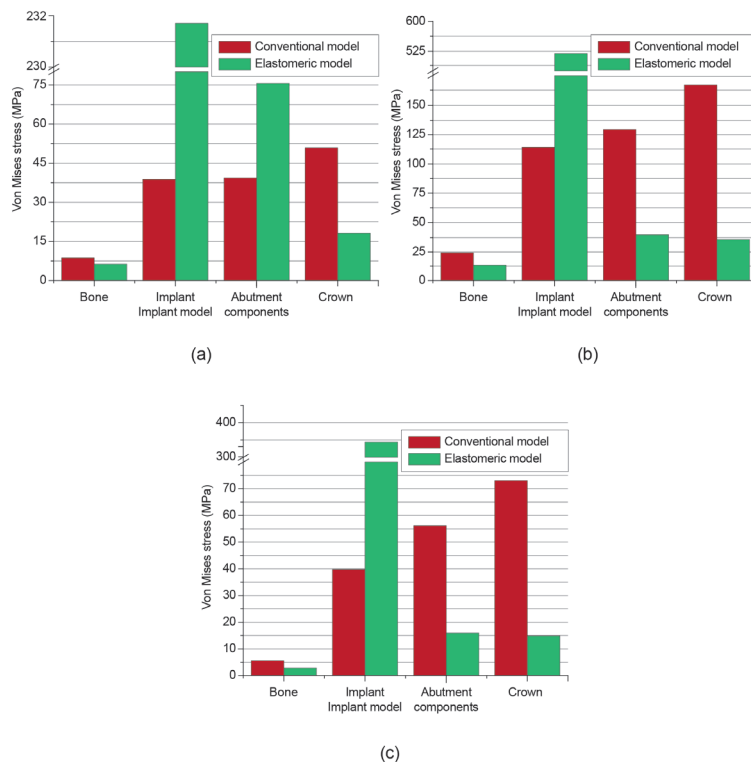 232
230
75
60
45
30
15
0
Von Mises stress (MPa)
Conventional model
Elastomeric model
Bone
Implant
Implant model
Abutment
components
Crown
(a)
600
525
150
125
100
75
50
25
0
Von Mises stress (MPa)
Conventional model
Elastomeric model
Bone
Implant
Implant model
Abutment
components
Crown
(b)
400
300
70
60
50
40
30
20
10
0
Von Mises stress (MPa)
Conventional model
Elastomeric model
Bone
Implant
Implant model
Abutment
components
Crown
(c)